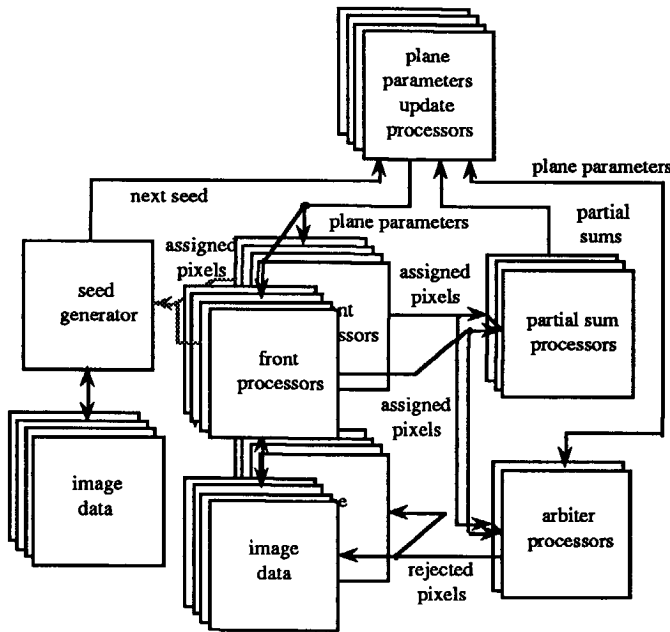 plane
parameters
update
processors
plane parameters
next seed
plane parameters
partial
sums
assigned
pixels
assigned
pixels
seed
generator
partial sum
processors
front
processors
assigned
pixels
image
data
image
data
arbiter
processors
rejected
pixels